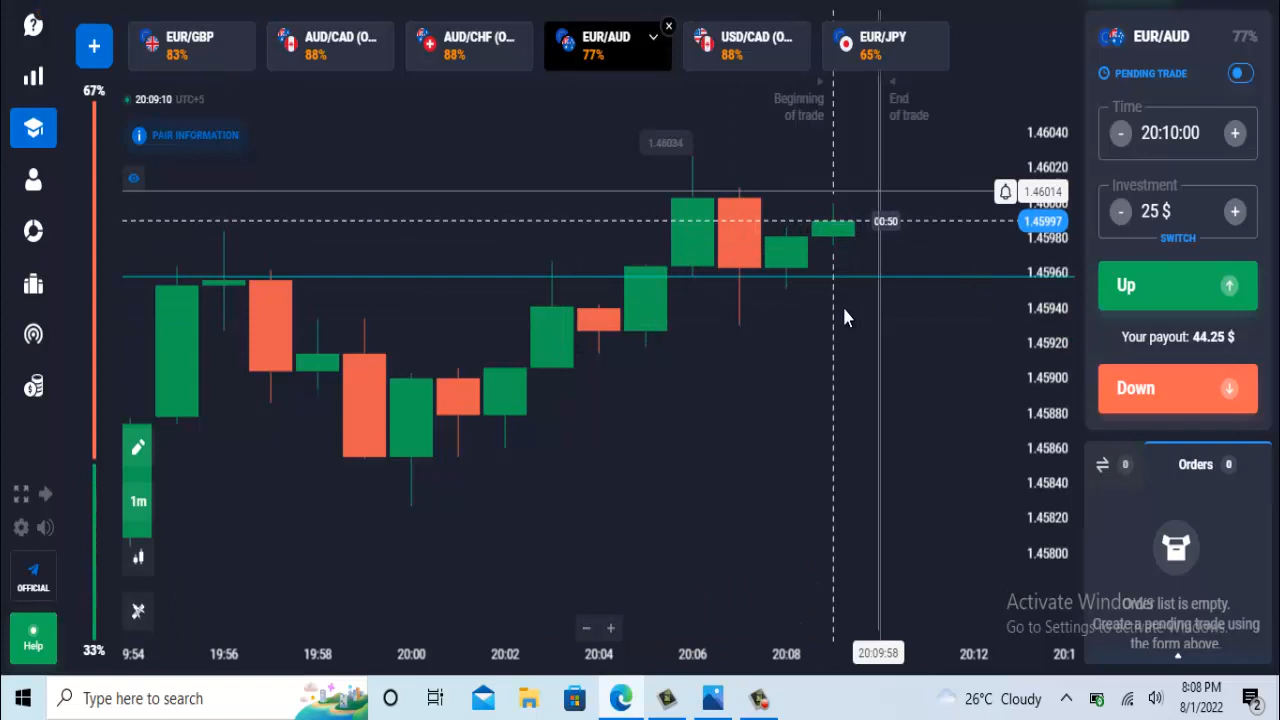 EUR/GBP
83%
AUD/CAD (O...
88%
AUD/CHF (O...
88%
EUR/AUD
77%
USD/CAD (O...
88%
EUR/JPY
65%
67%
20:09:10 UTC+5
PAIR INFORMATION
Beginning
of trade
End
of trade
1.46034
1.46040
1.46020
1.46014
1.45997
1.45980
1.45960
1.45940
1.45920
1.45900
1.45880
1.45860
1.45840
1.45820
1.45800
00:50
1m
OFFICIAL
Help
33%
9:54
19:56
19:58
20:00
20:02
20:04
20:06
20:08
20:09:58
20:12
20:1
EUR/AUD 77%
PENDING TRADE
Time
- 20:10:00 +
Investment
- 25 $ +
SWITCH
Up
Your payout: 44.25 $
Down
0
Orders 0
Order list is empty.
Create a pending trade using
the form above.
Activate Windows
Go to Settings to activate Windows.
Type here to search
26°C Cloudy
8:08 PM
8/1/2022
2